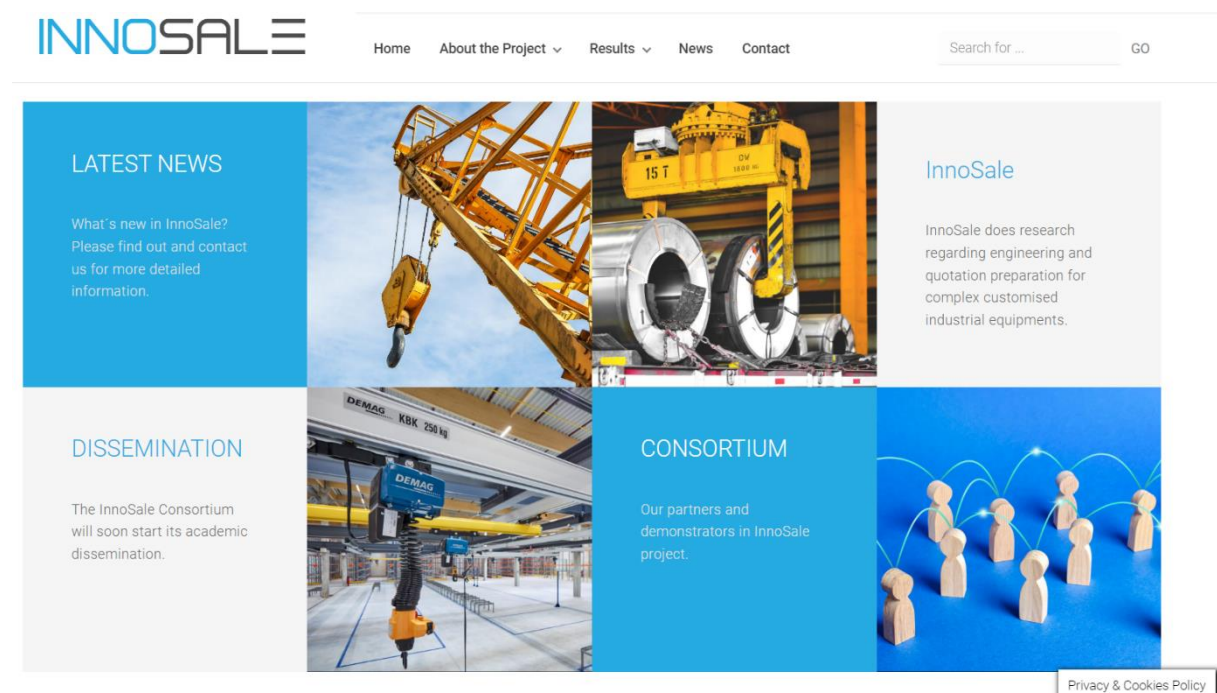 INNOSALE
Home About the Project Results News Contact
Search for ... GO
LATEST NEWS
What´s new in InnoSale?
Please find out and contact
us for more detailed
information.
15 T
DW
InnoSale
InnoSale does research
regarding engineering and
quotation preparation for
complex customised
industrial equipments.
DISSEMINATION
The InnoSale Consortium
will soon start its academic
dissemination.
DEMAG KBK 250 kg
DEMAG
CONSORTIUM
Our partners and
demonstrators in InnoSale
project.
Privacy & Cookies Policy